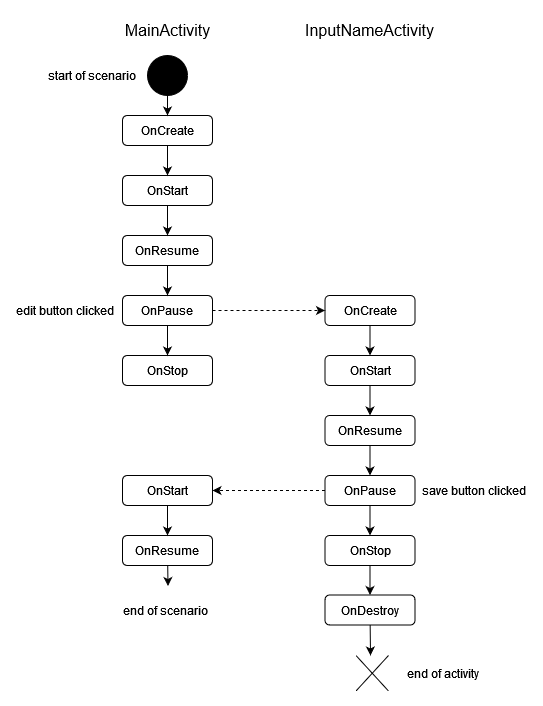 MainActivity
InputNameActivity
start of scenario
OnCreate
OnStart
OnResume
edit button clicked
OnPause
OnCreate
OnStop
OnStart
OnResume
OnStart
OnPause
save button clicked
OnResume
OnStop
end of scenario
OnDestroy
end of activity